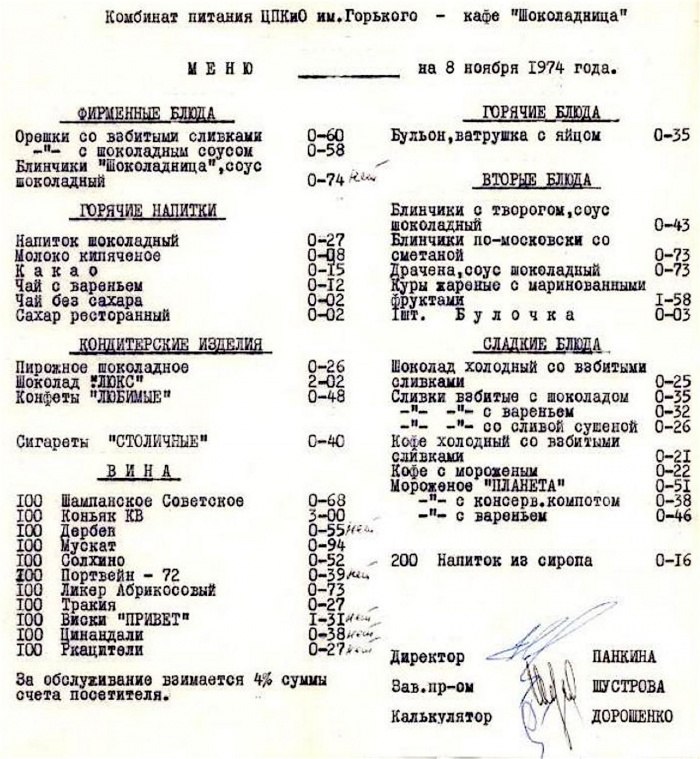 Комбинат питания ЦПКиО им.Горького - кафе "Шоколадница"
МЕНЮ ________ на 8 ноября 1974 года.
ФИРМЕННЫЕ БЛЮДА
Орешки со взбитыми сливками 0-60
-"- с шоколадным соусом 0-58
Блинчики "Шоколадница",соус
шоколадный 0-74 нет
ГОРЯЧИЕ НАПИТКИ
Напиток шоколадный 0-27
Молоко кипяченое 0-08
К а к а о 0-15
Чай с вареньем 0-12
Чай без сахара 0-02
Сахар ресторанный 0-02
КОНДИТЕРСКИЕ ИЗДЕЛИЯ
Пирожное шоколадное 0-26
Шоколад "ЛЮКС" 2-02
Конфеты "ЛЮБИМЫЕ" 0-48
Сигареты "СТОЛИЧНЫЕ" 0-40
В И Н А
100 Шампанское Советское 0-68
100 Коньяк КВ 3-00
100 Дербен 0-55 нет
100 Мускат 0-94
100 Солхино 0-52
100 Портвейн - 72 0-39 нет
100 Ликер Абрикосовый 0-73
100 Тракия 0-27
100 Виски "ПРИВЕТ" 1-31 нет
100 Цинандали 0-38 нет
100 Ркацители 0-27 нет
За обслуживание взимается 4% суммы
счета посетителя.
ГОРЯЧИЕ БЛЮДА
Бульон,ватрушка с яйцом 0-35
ВТОРЫЕ БЛЮДА
Блинчики с творогом,соус
шоколадный 0-43
Блинчики по-московски со
сметаной 0-73
Драчена,соус шоколадный 0-73
Куры жареные с маринованными
фруктами 1-58
1шт. Б у л о ч к а 0-03
СЛАДКИЕ БЛЮДА
Шоколад холодный со взбитыми
сливками 0-25
Сливки взбитые с шоколадом 0-35
-"- -"- с вареньем 0-32
-"- -"- со сливой сушеной 0-26
Кофе холодный со взбитыми
сливками 0-21
Кофе с мороженым 0-22
Мороженое "ПЛАНЕТА" 0-51
-"- с консерв.компотом 0-38
-"- с вареньем 0-46
200 Напиток из сиропа 0-16
Директор ПАНКИНА
Зав.пр-ом ШУСТРОВА
Калькулятор ДОРОШЕНКО